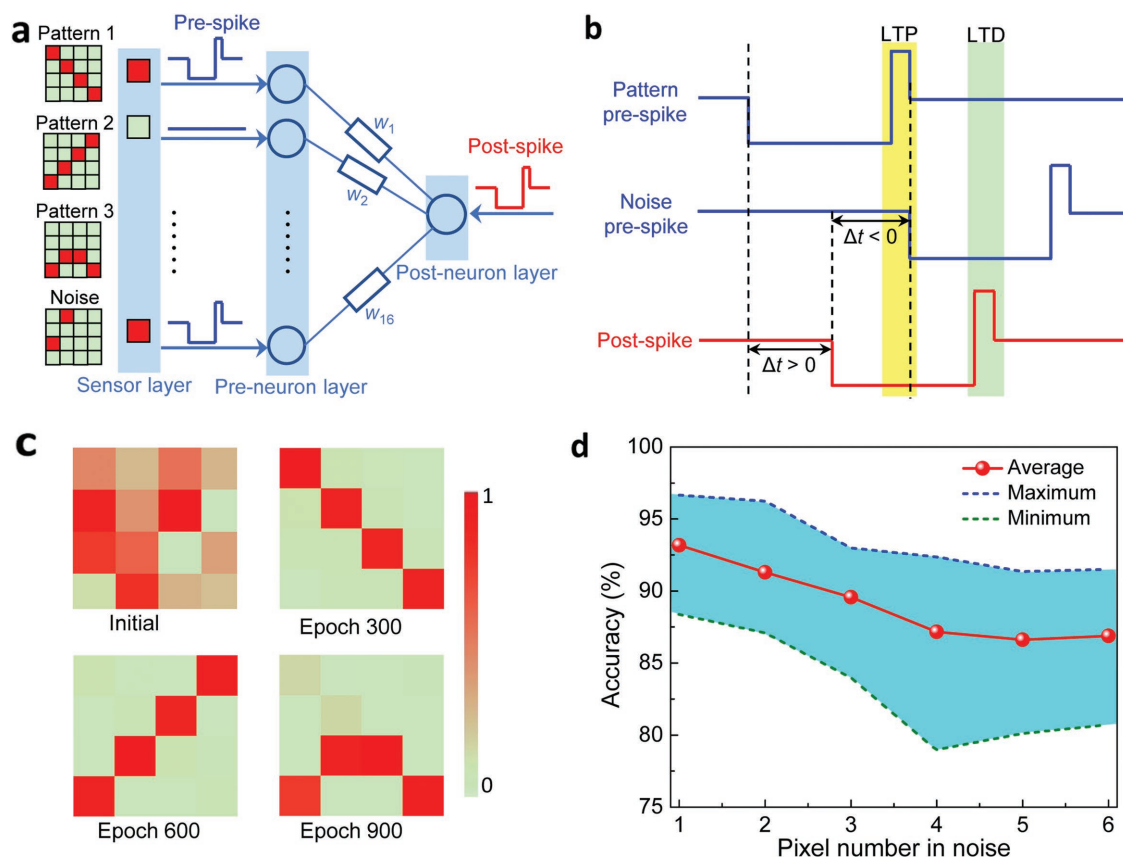 a
Pattern 1
Pre-spike
Pattern 2
w1
w2
Post-spike
Pattern 3
Noise
Post-neuron layer
w16
Sensor layer
Pre-neuron layer
b
LTP
LTD
Pattern
pre-spike
Noise
pre-spike
Δt < 0
Post-spike
Δt > 0
c
1
Initial
Epoch 300
0
Epoch 600
Epoch 900
d
100
95
90
85
80
75
Accuracy (%)
Average
Maximum
Minimum
1 2 3 4 5 6
Pixel number in noise